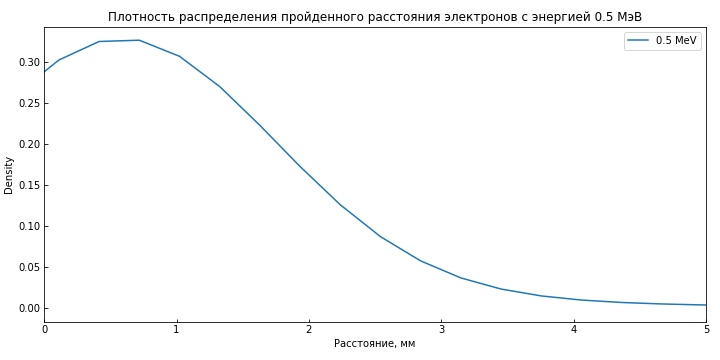 Плотность распределения пройденного расстояния электронов с энергией 0.5 МэВ
0.5 MeV
Density
0.30
0.25
0.20
0.15
0.10
0.05
0.00
0 1 2 3 4 5
Расстояние, мм